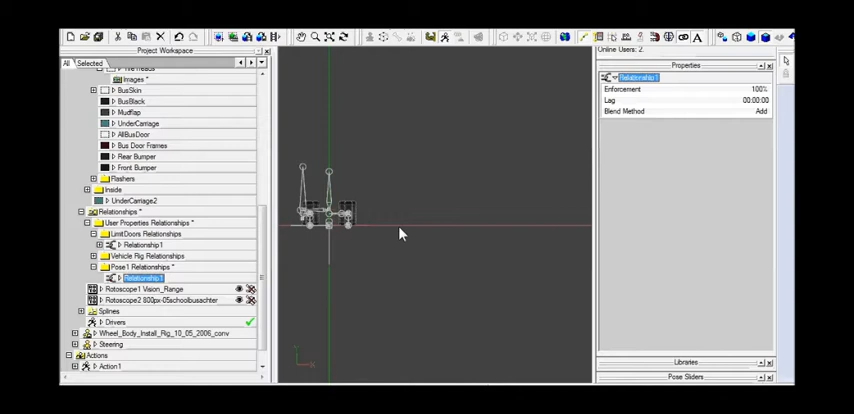 Online Users: 2.
Project Workspace
Properties
All
Selected
Relationship1
Images *
BusSkin
BusBlack
Mudflap
UnderCarriage
AllBusDoor
Bus Door Frames
Rear Bumper
Front Bumper
Flashers
Inside
UnderCarriage2
Relationships *
User Properties Relationships *
LimitDoors Relationships
Relationship1
Vehicle Rig Relationships
Pose1 Relationships *
Relationship1
Rotoscope1 Vision_Range
Rotoscope2 800px-05schoolbusachter
Splines
Drivers
Wheel_Body_Install_Rig_10_05_2006_conv
Steering
Actions
Action1
Enforcement 100%
Lag 00:00:00
Blend Method Add
Libraries
Pose Sliders